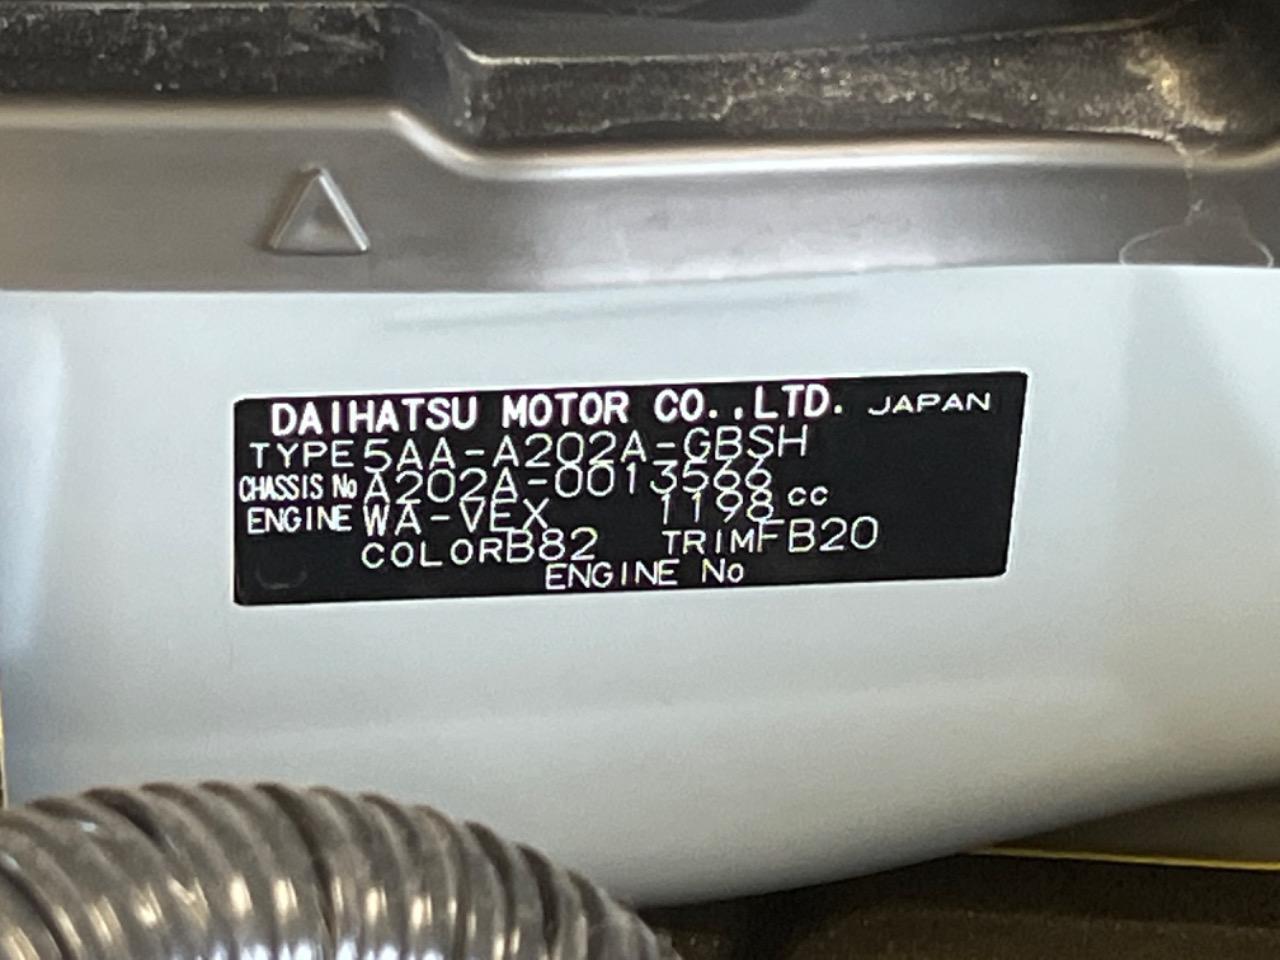 DAIHATSU MOTOR CO.,LTD. JAPAN
TYPE 5AA-A202A-GBSH
CHASSIS No A202A-0013566
ENGINE WA-VEX 1198 cc
COLOR B82 TRIM FB20
ENGINE No